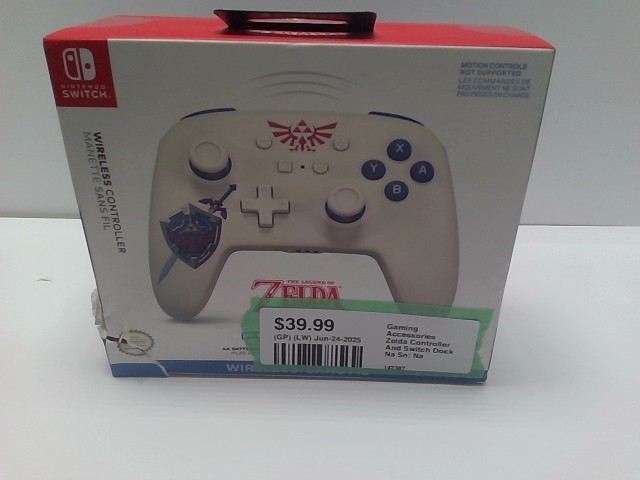 NINTENDO
SWITCH
MOTION CONTROLS
NOT SUPPORTED
LES COMMANDES DE
MOUVEMENT NE SONT
PAS PRISES EN CHARGE
WIRELESS CONTROLLER
MANETTE SANS FIL
X
Y
A
B
THE LEGEND OF
ZELDA
$39.99
(GP) (LW) Jun-24-2025
Gaming
Accessories
Zelda Controller
And Switch Dock
Na Sn: Na
AA BATT